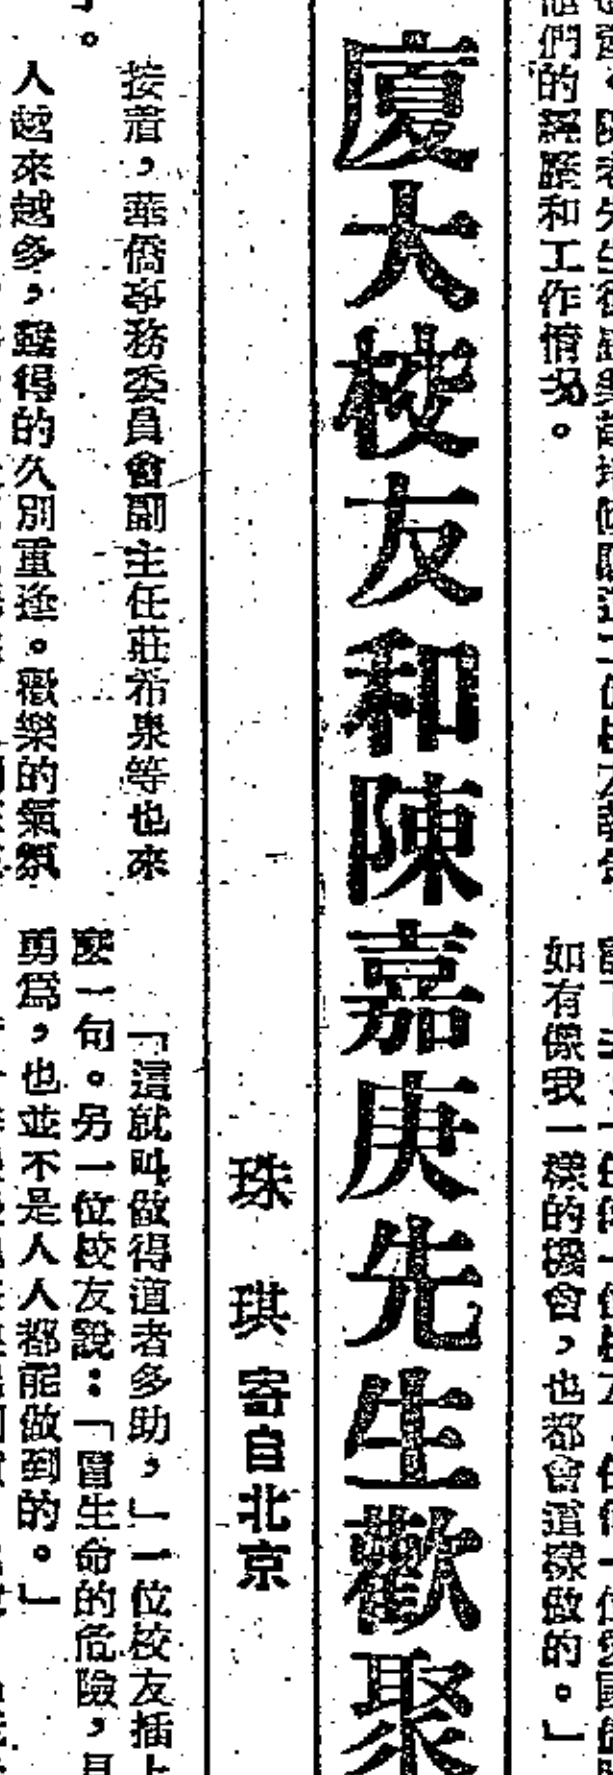 們的經歷和工作情況。
如有像我一樣的機會，也都會這樣做的。」
廈大校友和陳嘉庚先生歡聚
珠　琪　寄自北京
接着，華僑事務委員會副主任莊希泉等也來
人越來越多，難得的久別重逢。歡樂的氣氛
「這就叫做得道者多助，」一位校友插上
麼一句。另一位校友說：「冒生命的危險，見
勇爲，也並不是人人都能做到的。」